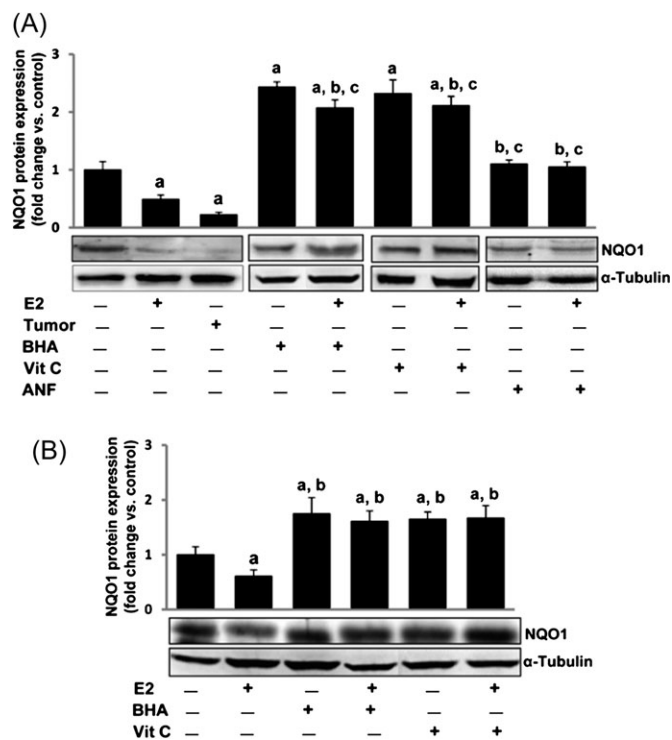 (A)
NQO1 protein expression
(fold change vs. control)
3
2
1
0
a
a
a
a, b, c
a
a, b, c
b, c
b, c
NQO1
α-Tubulin
E2 — + — — + — + — +
Tumor — — + — — — — — —
BHA — — — + + — — — —
Vit C — — — — — + + — —
ANF — — — — — — — + +
(B)
NQO1 protein expression
(fold change vs. control)
3
2
1
0
a
a, b
a, b
a, b
a, b
NQO1
α-Tubulin
E2 — + — + — +
BHA — — + + — —
Vit C — — — — + +